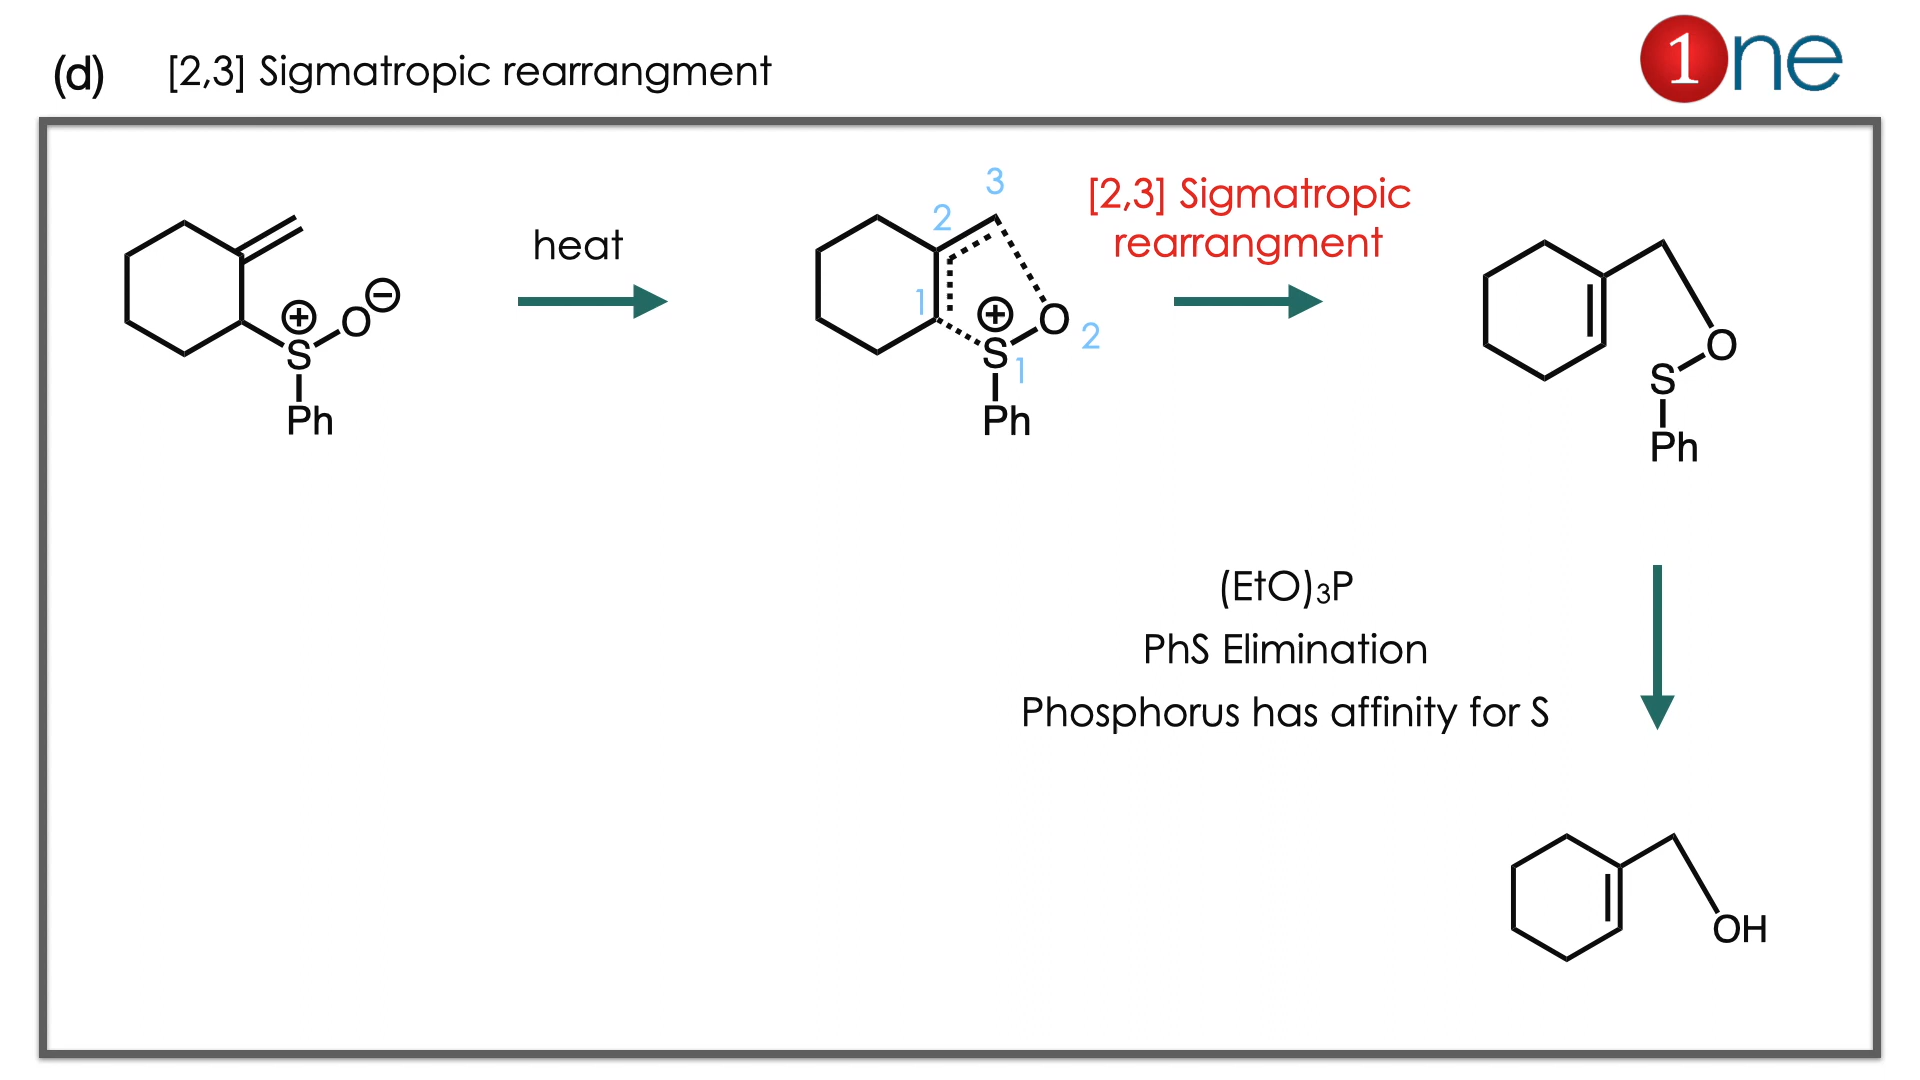 (d) [2,3] Sigmatropic rearrangment
1ne
heat
[2,3] Sigmatropic
rearrangment
3
2
1
⊕
S
O
1
2
Ph
⊕
⊖
S
O
Ph
O
S
Ph
(EtO)₃P
PhS Elimination
Phosphorus has affinity for S
OH